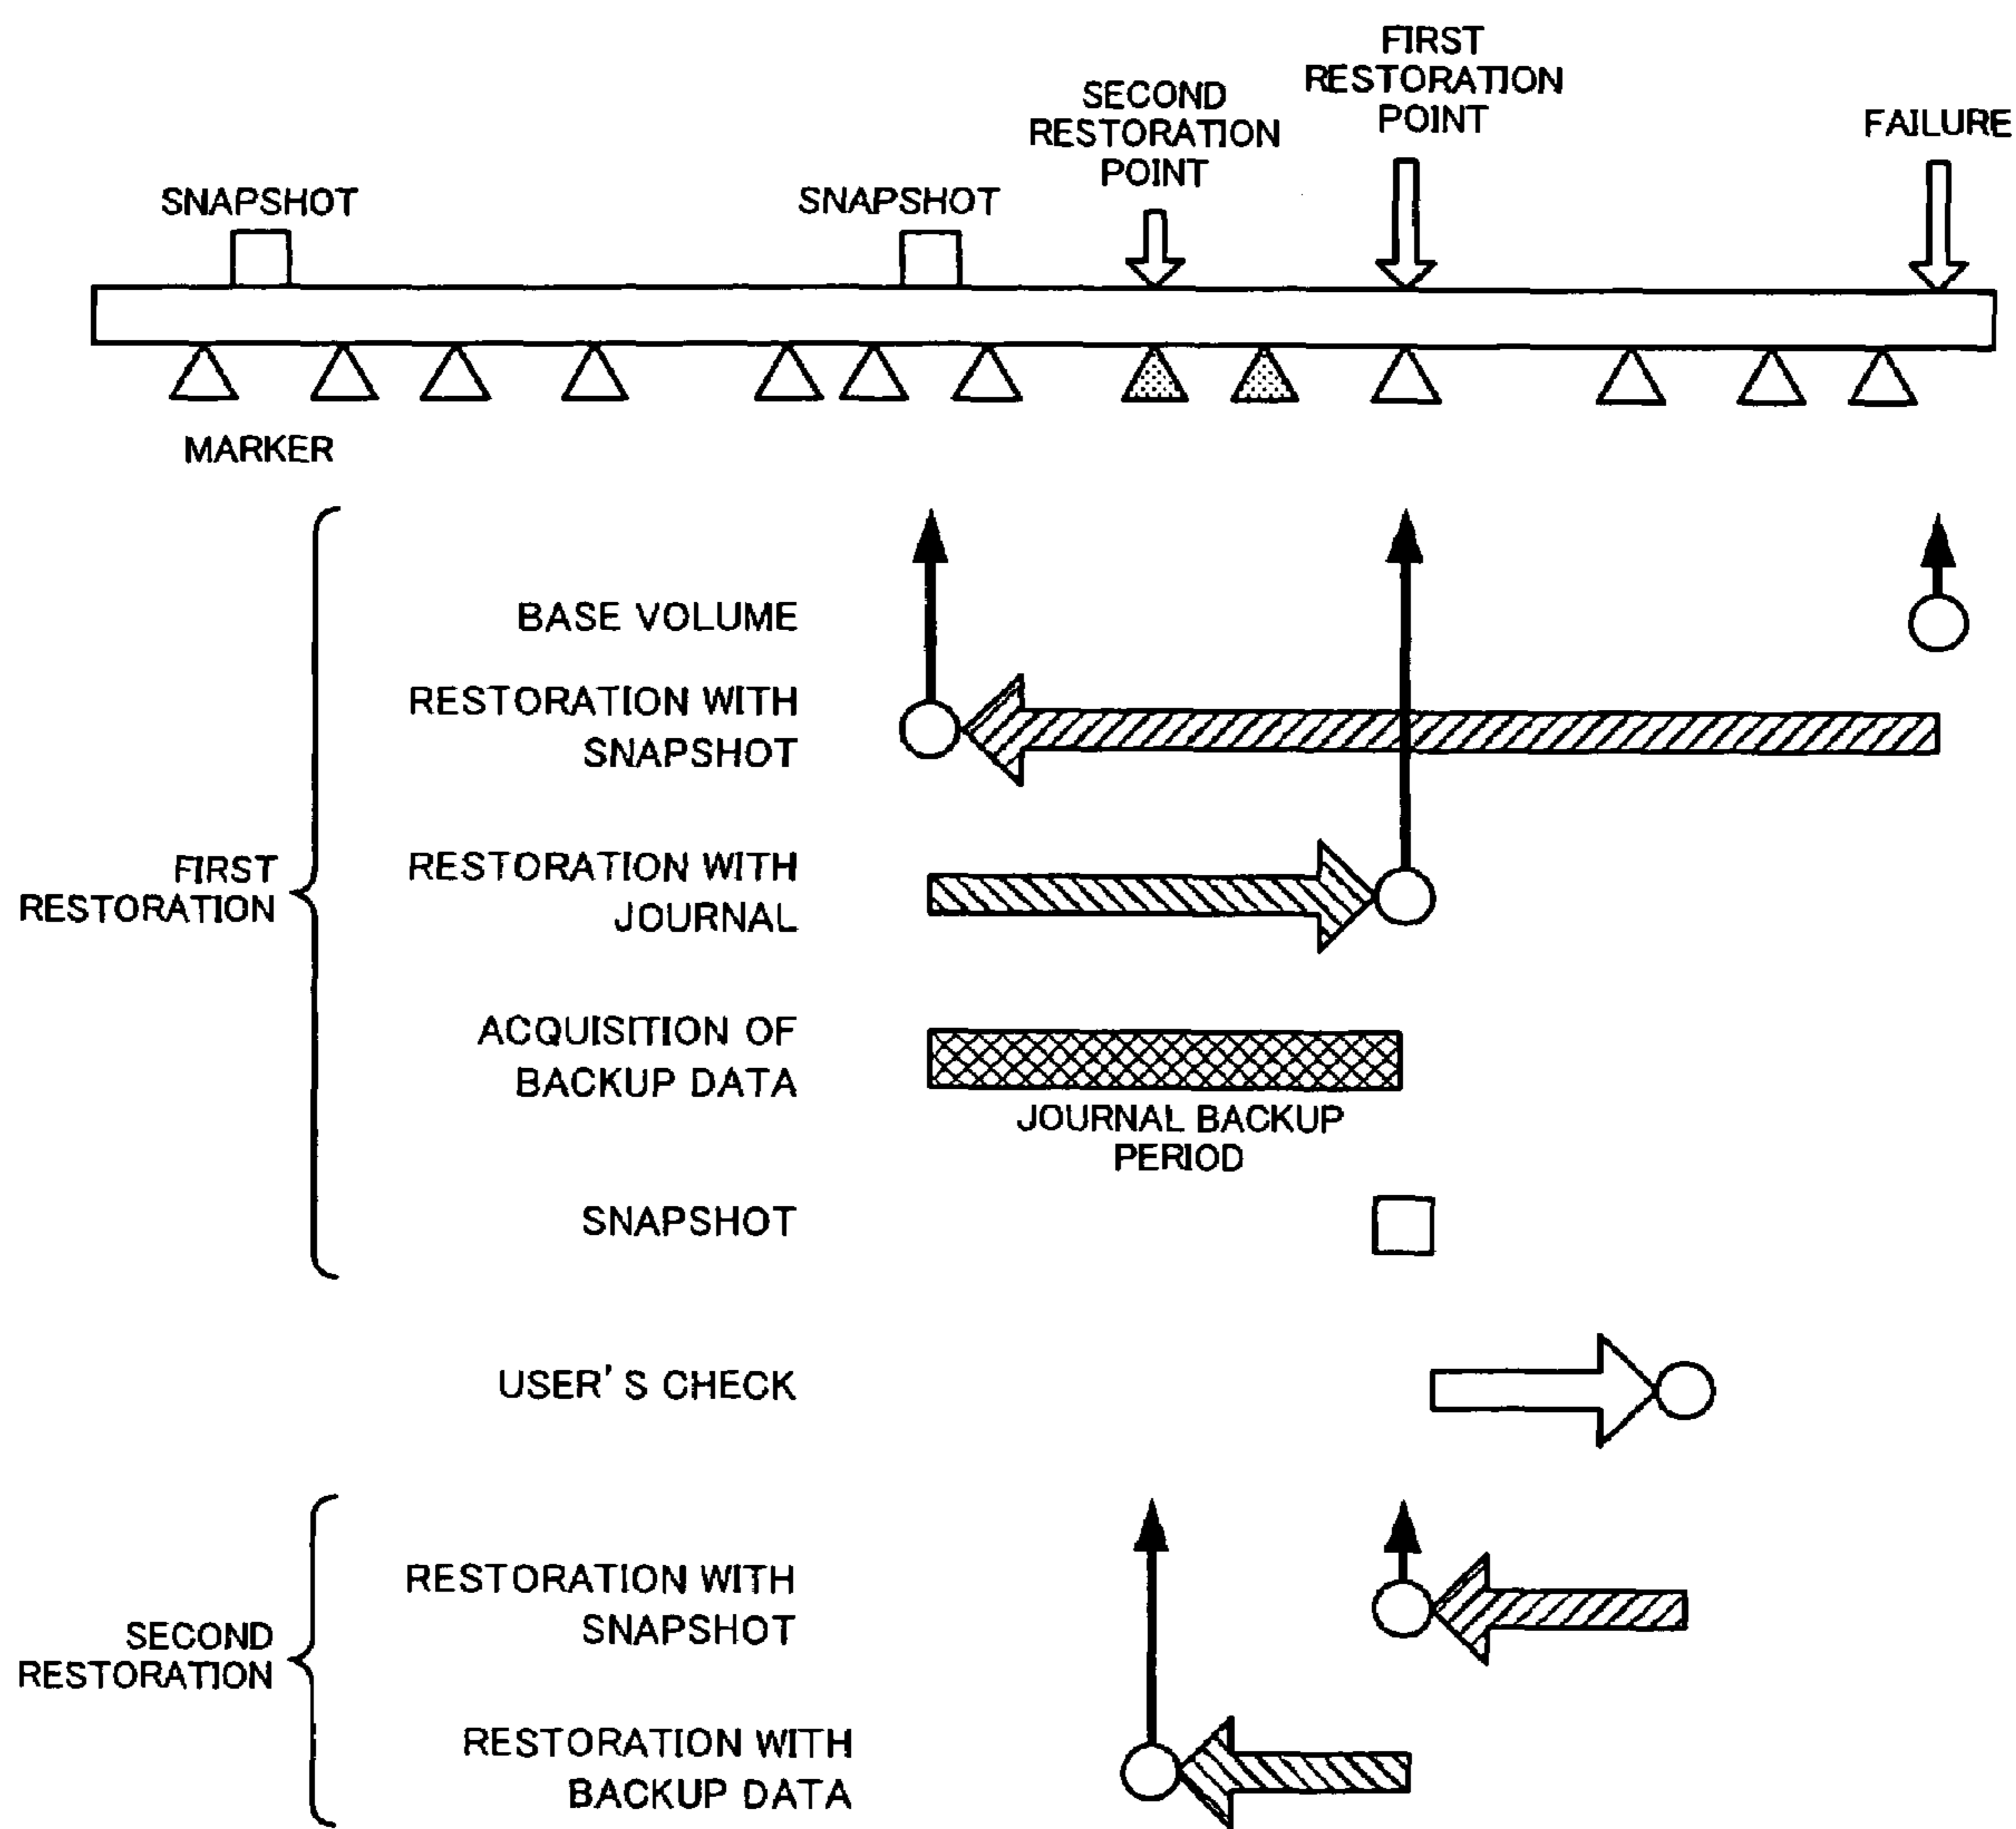 FIRST
RESTORATION
POINT
SECOND
RESTORATION
POINT
FAILURE
SNAPSHOT
SNAPSHOT
MARKER
BASE VOLUME
RESTORATION WITH
SNAPSHOT
FIRST
RESTORATION
RESTORATION WITH
JOURNAL
ACQUISITION OF
BACKUP DATA
JOURNAL BACKUP
PERIOD
SNAPSHOT
USER'S CHECK
RESTORATION WITH
SNAPSHOT
SECOND
RESTORATION
RESTORATION WITH
BACKUP DATA